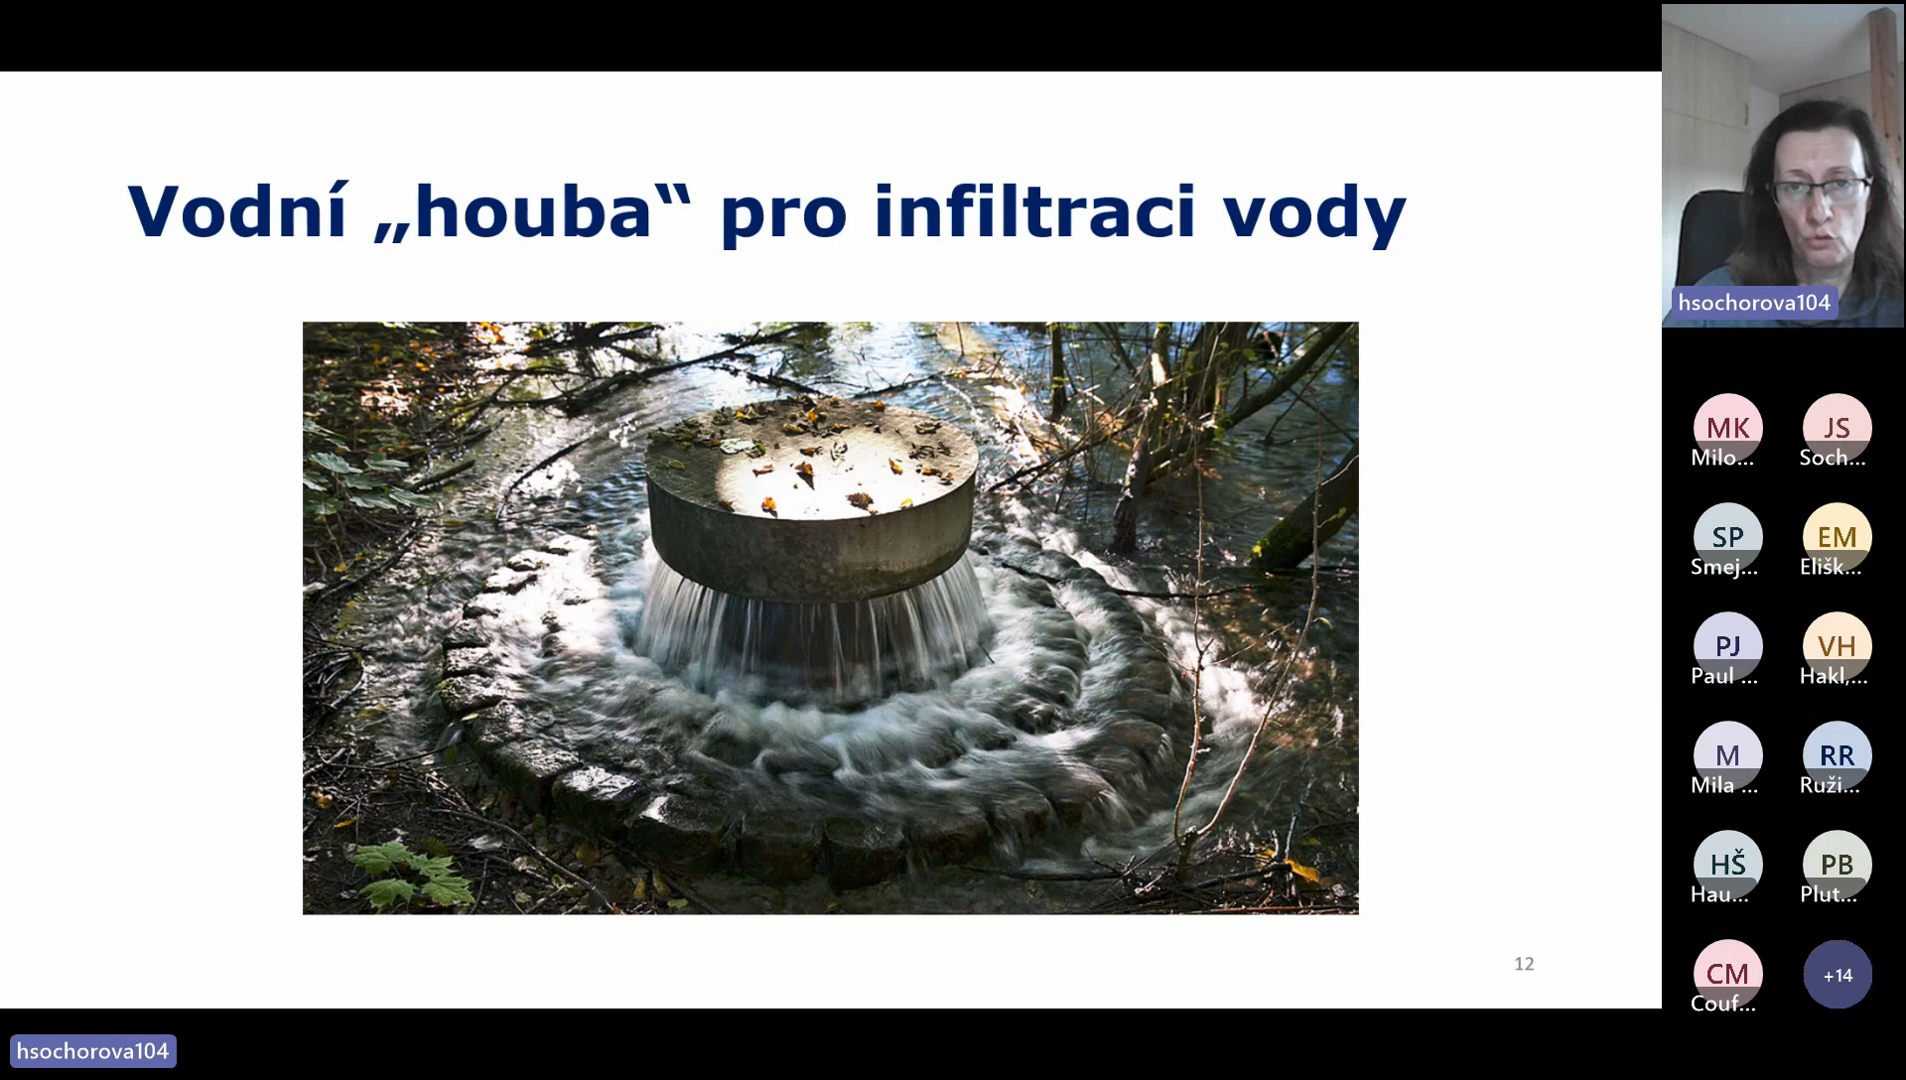 Vodní „houba“ pro infiltraci vody
12
hsochorova104
hsochorova104
MK
Milo...
JS
Soch...
SP
Smej...
EM
Elišk...
PJ
Paul ...
VH
Hakl,...
M
Mila ...
RR
Ruži...
HŠ
Hau...
PB
Plut...
CM
Couf...
+14